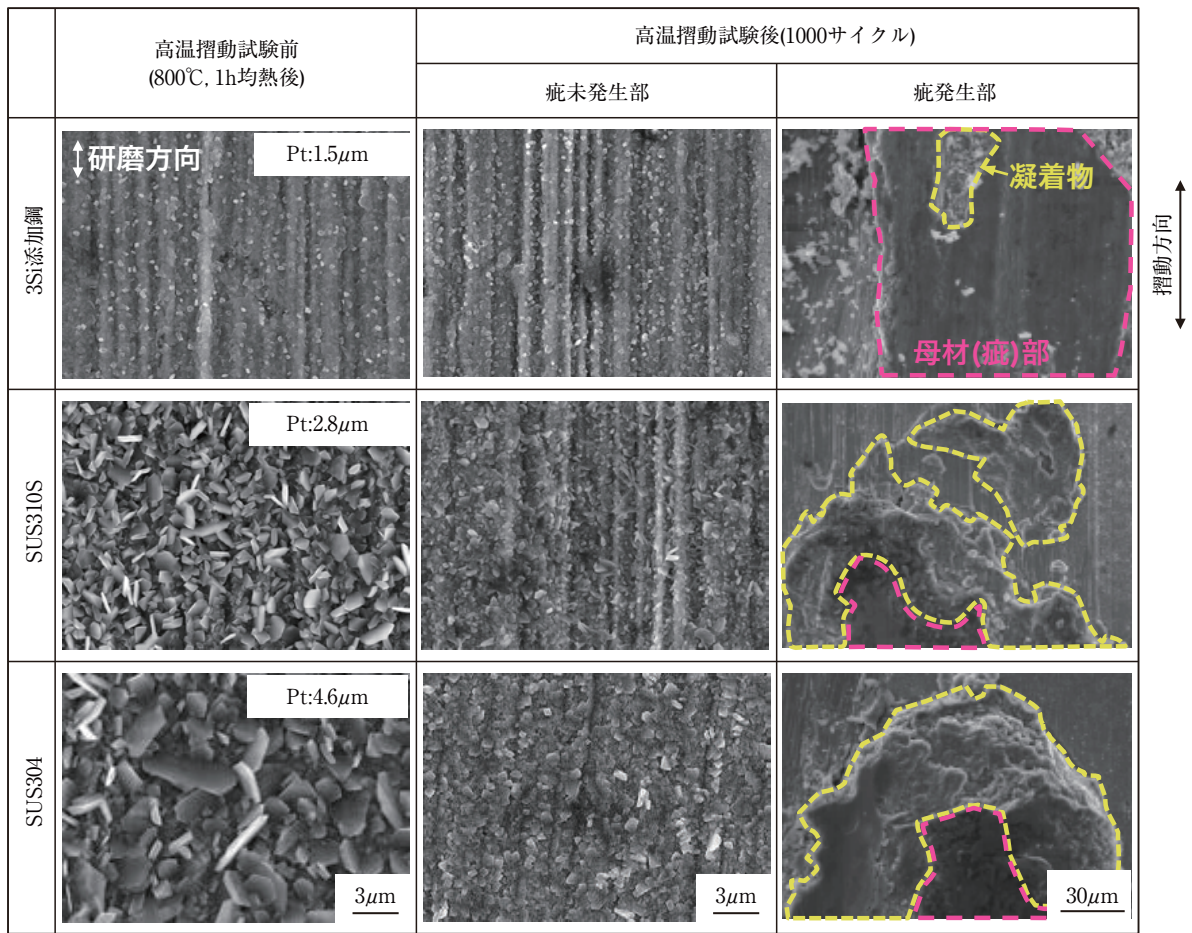 高温摺動試験前
(800℃, 1h均熱後)
高温摺動試験後(1000サイクル)
疵未発生部
疵発生部
3Si添加鋼
研磨方向
Pt:1.5μm
凝着物
母材(疵)部
摺動方向
SUS310S
Pt:2.8μm
SUS304
Pt:4.6μm
3μm
3μm
30μm